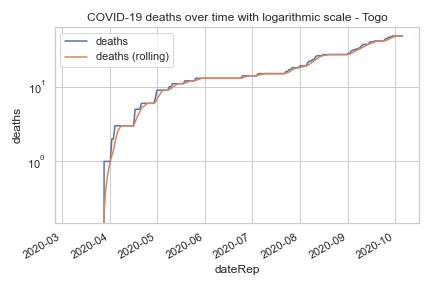 COVID-19 deaths over time with logarithmic scale - Togo
deaths
deaths (rolling)
10¹
10⁰
deaths
2020-03
2020-04
2020-05
2020-06
2020-07
2020-08
2020-09
2020-10
dateRep